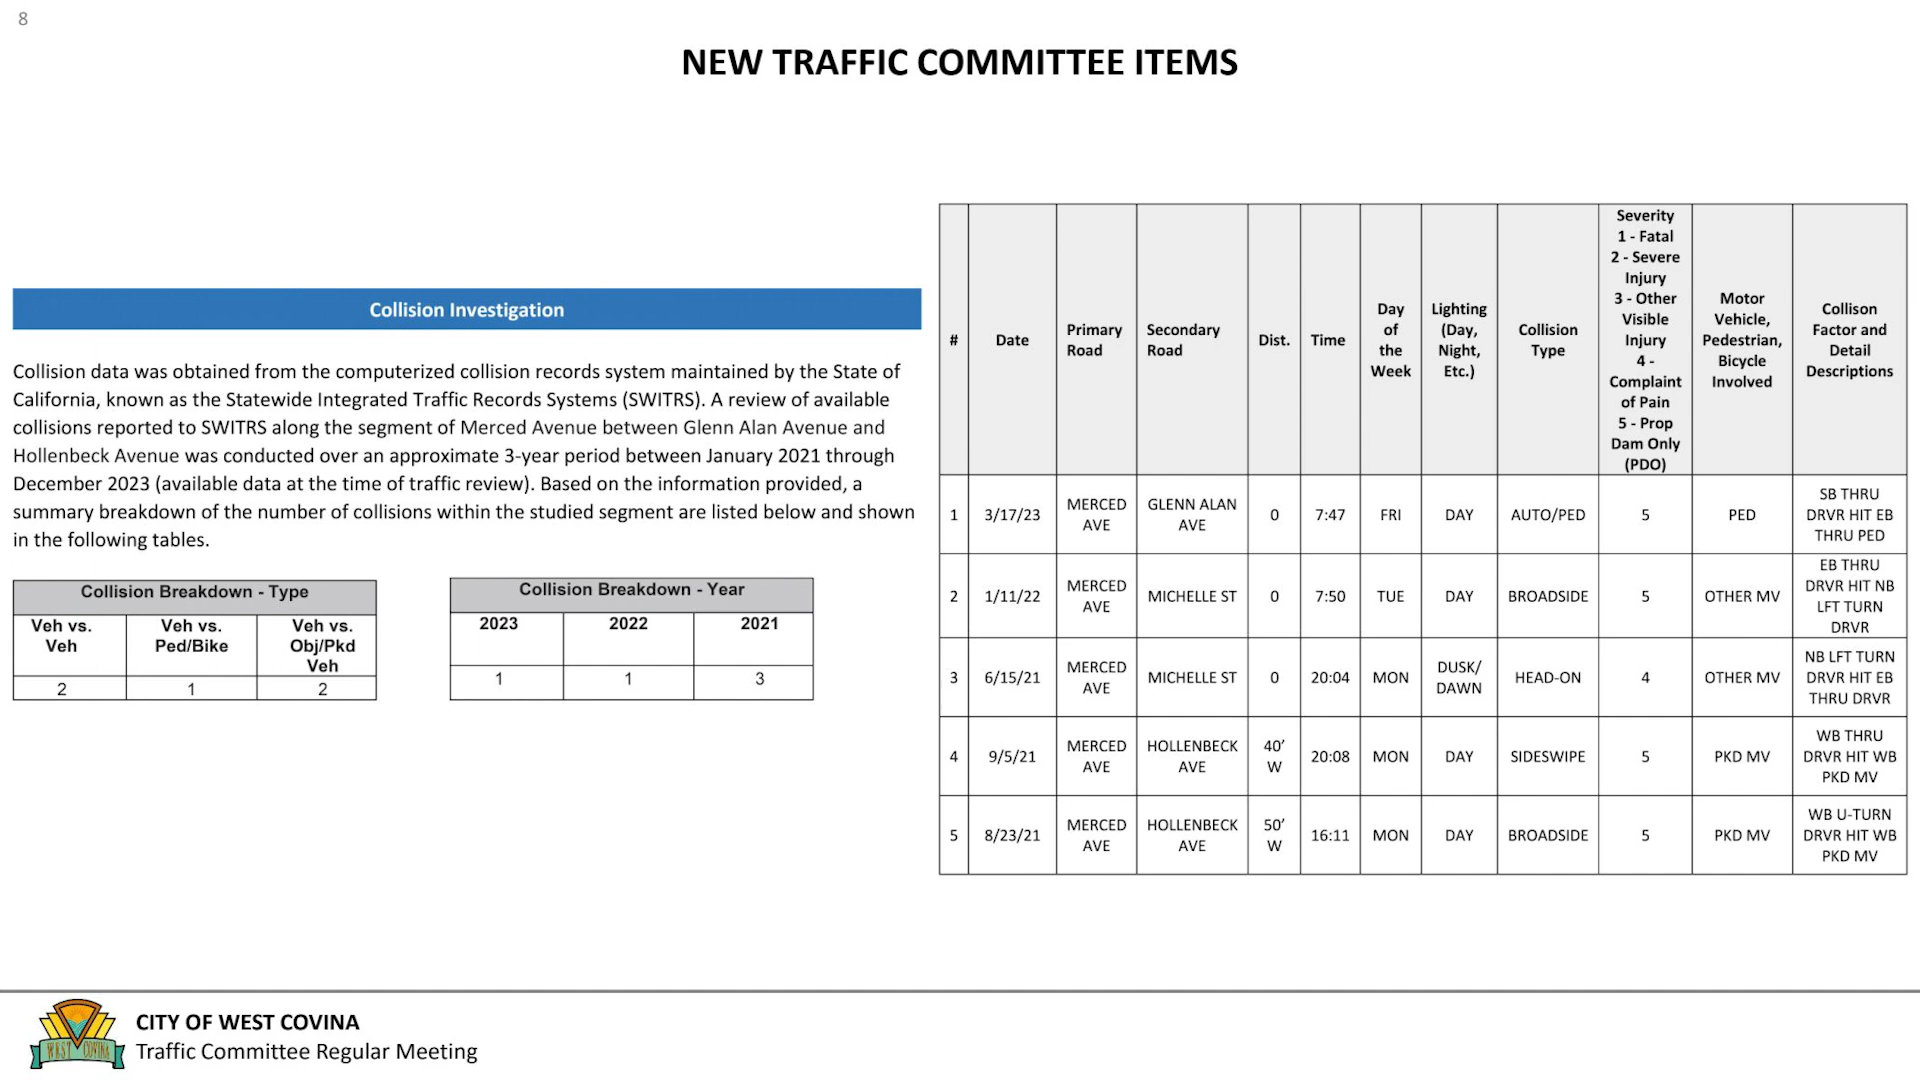 8
NEW TRAFFIC COMMITTEE ITEMS
Collision Investigation
Collision data was obtained from the computerized collision records system maintained by the State of
California, known as the Statewide Integrated Traffic Records Systems (SWITRS). A review of available
collisions reported to SWITRS along the segment of Merced Avenue between Glenn Alan Avenue and
Hollenbeck Avenue was conducted over an approximate 3-year period between January 2021 through
December 2023 (available data at the time of traffic review). Based on the information provided, a
summary breakdown of the number of collisions within the studied segment are listed below and shown
in the following tables.
Collision Breakdown - Type
Veh vs. Veh | Veh vs. Ped/Bike | Veh vs. Obj/Pkd Veh
2 | 1 | 2
Collision Breakdown - Year
2023 | 2022 | 2021
1 | 1 | 3
# | Date | Primary Road | Secondary Road | Dist. | Time | Day of the Week | Lighting (Day, Night, Etc.) | Collision Type | Severity 1 - Fatal 2 - Severe Injury 3 - Other Visible Injury 4 - Complaint of Pain 5 - Prop Dam Only (PDO) | Motor Vehicle, Pedestrian, Bicycle Involved | Collison Factor and Detail Descriptions
1 | 3/17/23 | MERCED AVE | GLENN ALAN AVE | 0 | 7:47 | FRI | DAY | AUTO/PED | 5 | PED | SB THRU DRVR HIT EB THRU PED
2 | 1/11/22 | MERCED AVE | MICHELLE ST | 0 | 7:50 | TUE | DAY | BROADSIDE | 5 | OTHER MV | EB THRU DRVR HIT NB LFT TURN DRVR
3 | 6/15/21 | MERCED AVE | MICHELLE ST | 0 | 20:04 | MON | DUSK/ DAWN | HEAD-ON | 4 | OTHER MV | NB LFT TURN DRVR HIT EB THRU DRVR
4 | 9/5/21 | MERCED AVE | HOLLENBECK AVE | 40’ W | 20:08 | MON | DAY | SIDESWIPE | 5 | PKD MV | WB THRU DRVR HIT WB PKD MV
5 | 8/23/21 | MERCED AVE | HOLLENBECK AVE | 50’ W | 16:11 | MON | DAY | BROADSIDE | 5 | PKD MV | WB U-TURN DRVR HIT WB PKD MV
WEST COVINA
CITY OF WEST COVINA
Traffic Committee Regular Meeting